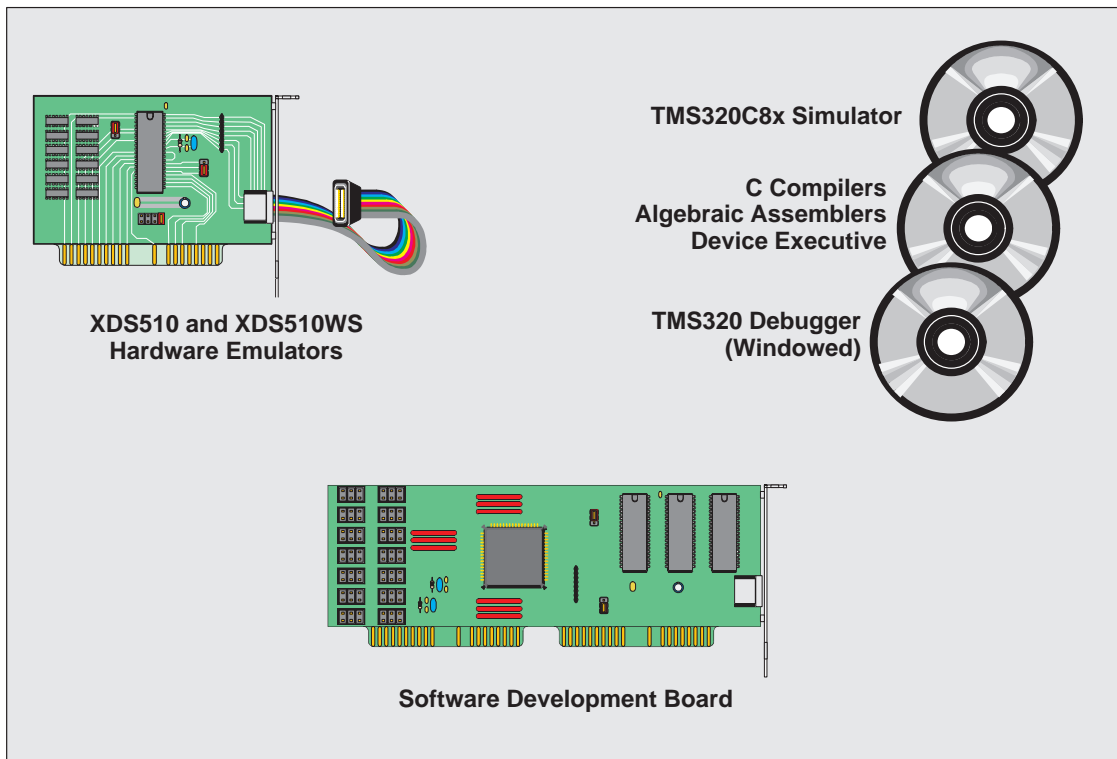 XDS510 and XDS510WS
Hardware Emulators
TMS320C8x Simulator
C Compilers
Algebraic Assemblers
Device Executive
TMS320 Debugger
(Windowed)
Software Development Board